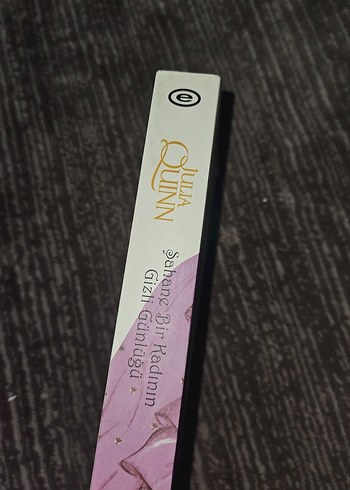 e
JULIA
QUINN
Şahane Bir Kadının
Gizli Günlüğü